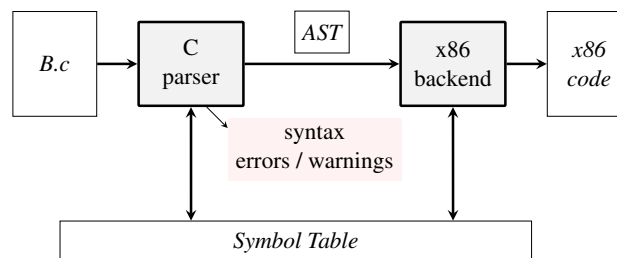 B.c
C
parser
AST
x86
backend
x86
code
syntax
errors / warnings
Symbol Table